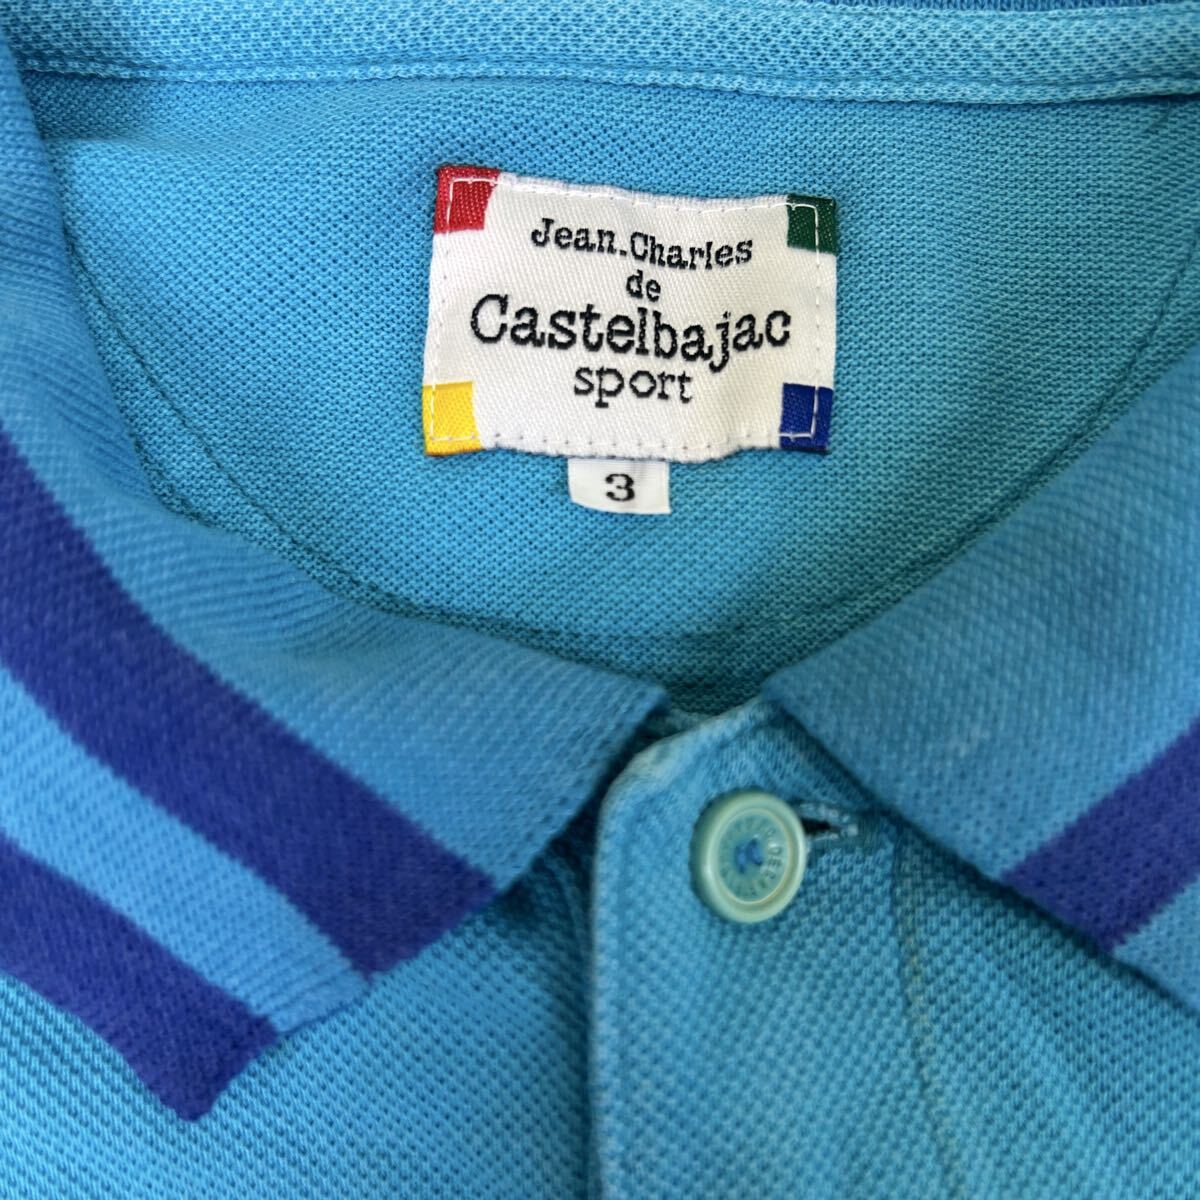 Jean.Charles
de
Castelbajac
sport
3